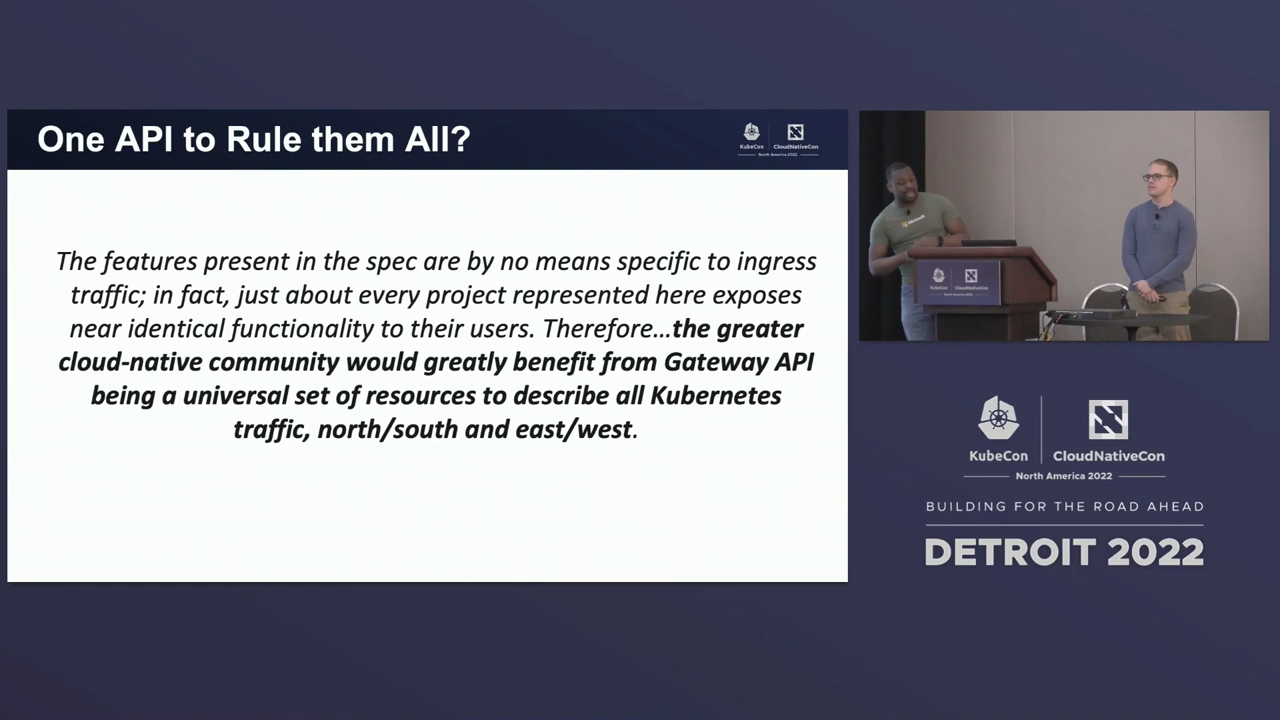 One API to Rule them All?
KubeCon
CloudNativeCon
North America 2022
The features present in the spec are by no means specific to ingress
traffic; in fact, just about every project represented here exposes
near identical functionality to their users. Therefore...the greater
cloud-native community would greatly benefit from Gateway API
being a universal set of resources to describe all Kubernetes
traffic, north/south and east/west.
Microsoft
KubeCon
CloudNativeCon
KubeCon
CloudNativeCon
North America 2022
BUILDING FOR THE ROAD AHEAD
DETROIT 2022